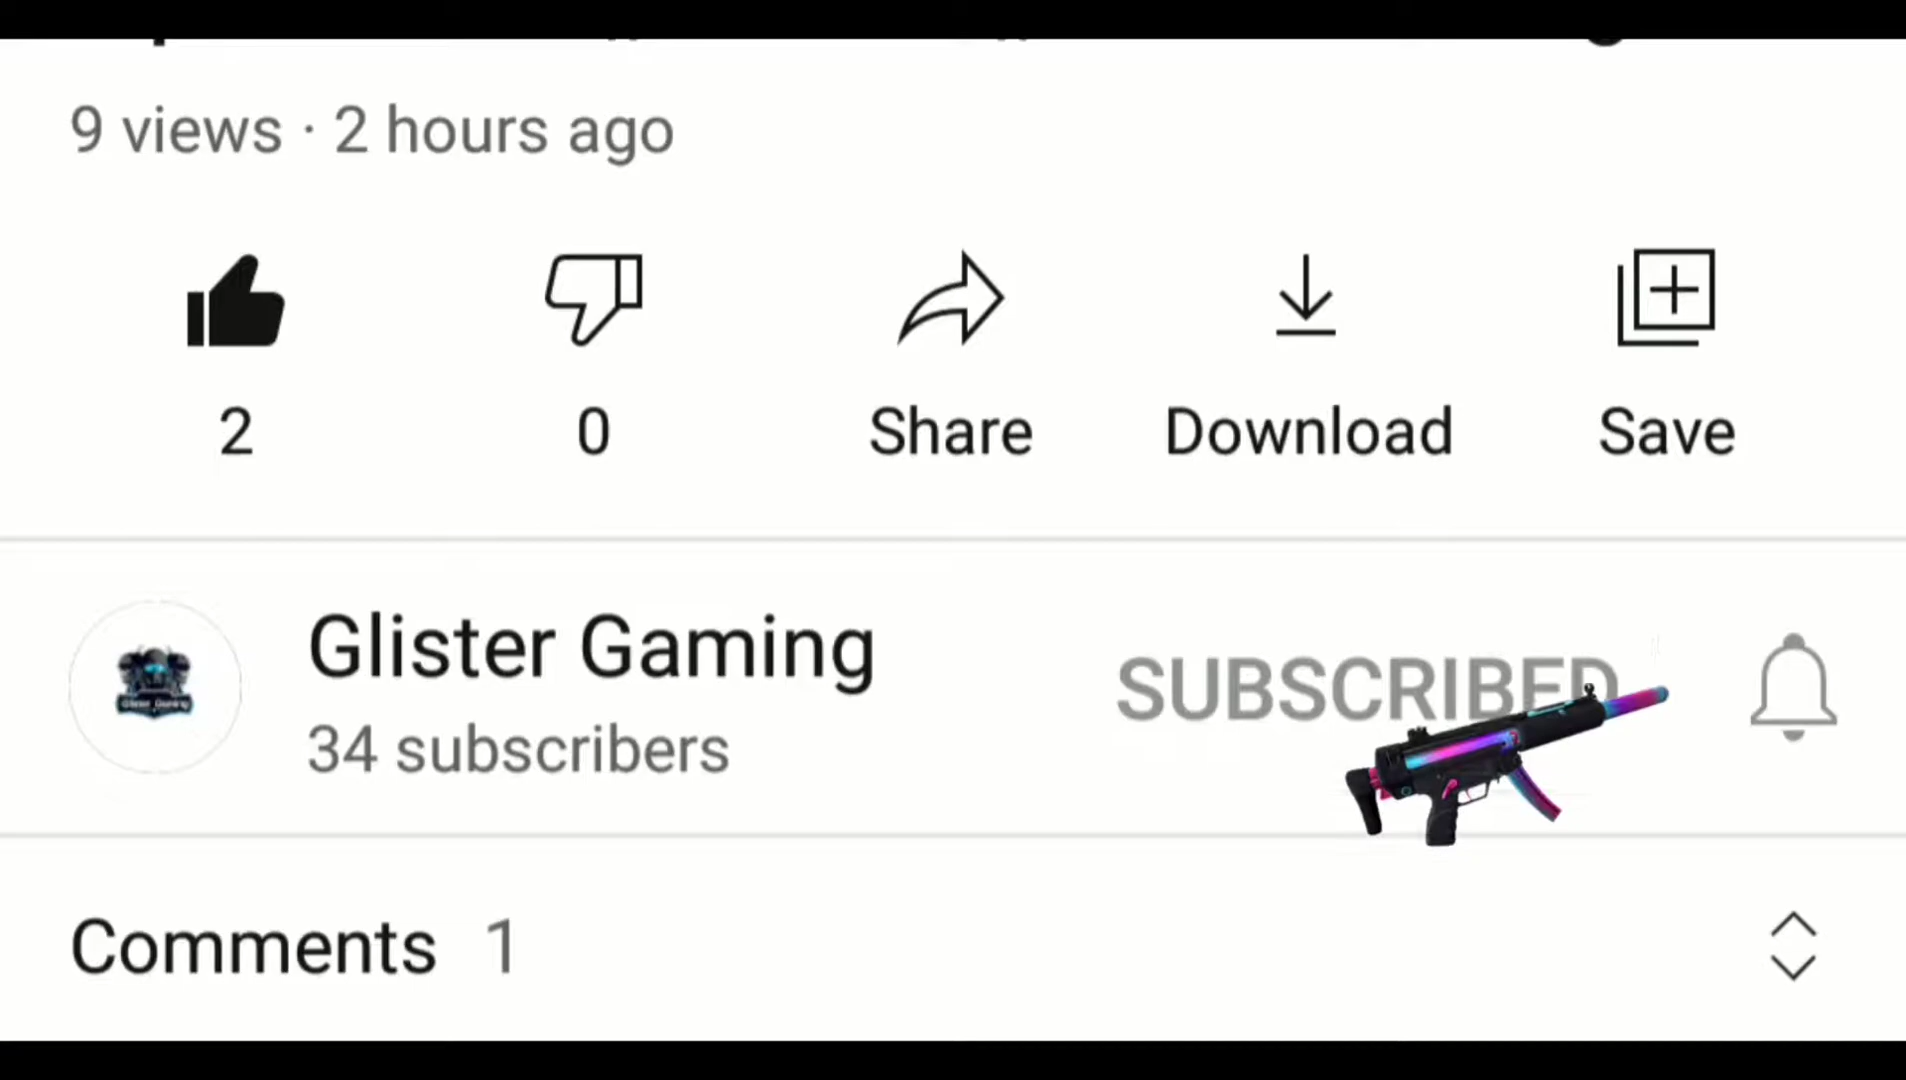 9 views · 2 hours ago
2
0
Share
Download
Save
Glister Gaming
SUBSCRIBED
34 subscribers
Comments 1